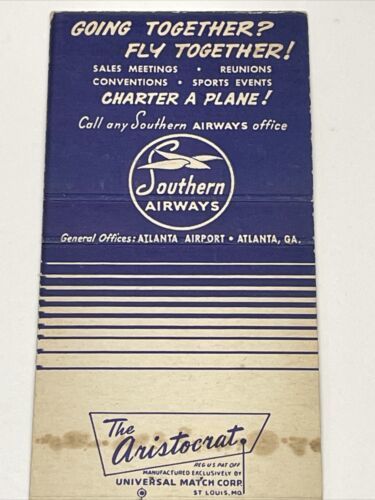 GOING TOGETHER?
FLY TOGETHER!
SALES MEETINGS • REUNIONS
CONVENTIONS • SPORTS EVENTS
CHARTER A PLANE!
Call any Southern AIRWAYS office
Southern
AIRWAYS
General Offices: ATLANTA AIRPORT • ATLANTA, GA.
The
Aristocrat
REG U S PAT OFF
MANUFACTURED EXCLUSIVELY BY
UNIVERSAL MATCH CORP.
ST LOUIS, MO